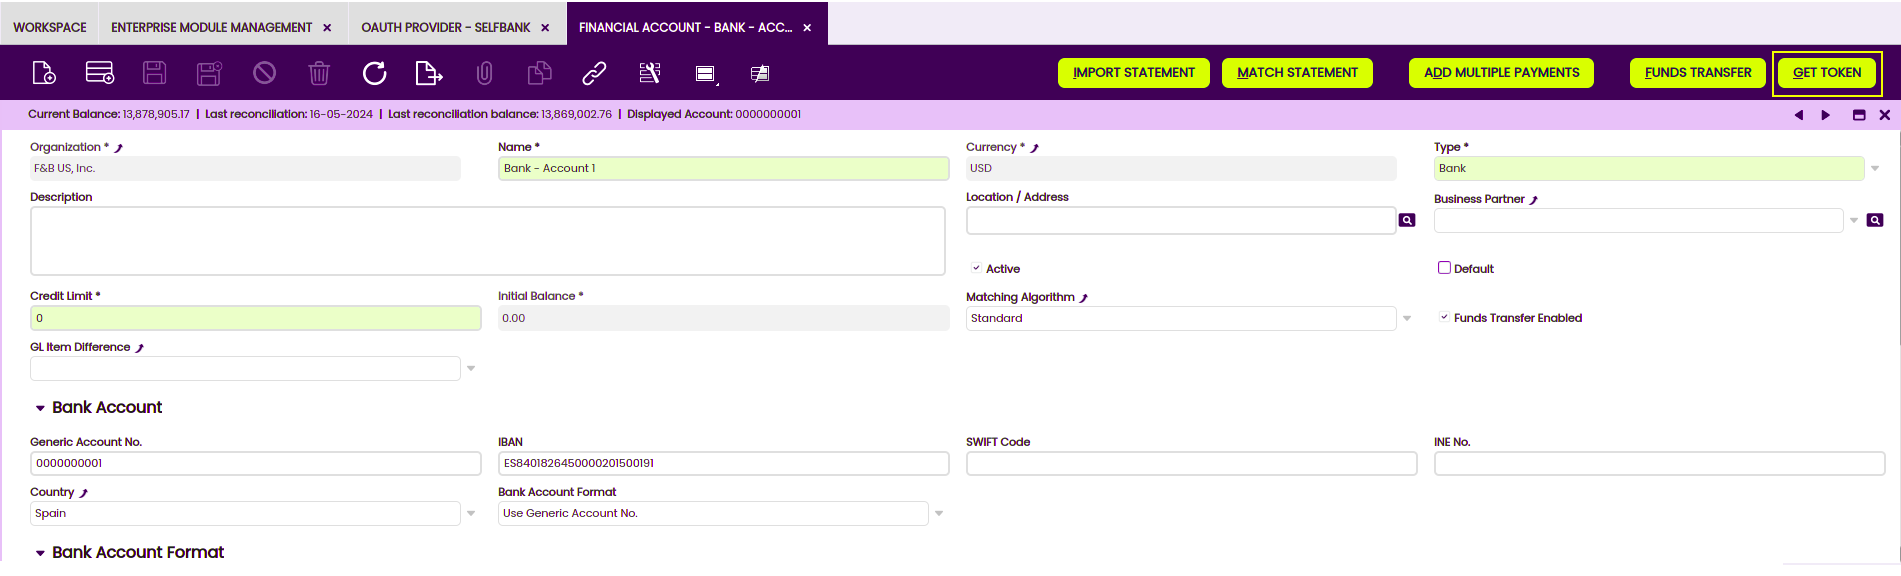 WORKSPACE ENTERPRISE MODULE MANAGEMENT × OAUTH PROVIDER - SELFBANK × FINANCIAL ACCOUNT - BANK - ACC... ×
IMPORT STATEMENT MATCH STATEMENT ADD MULTIPLE PAYMENTS FUNDS TRANSFER GET TOKEN
Current Balance: 13,878,905.17 | Last reconciliation: 16-05-2024 | Last reconciliation balance: 13,869,002.76 | Displayed Account: 0000000001
Organization * Name * Currency * Type *
F&B US, Inc. Bank - Account 1 USD Bank
Description Location / Address Business Partner
Active Default
Credit Limit * Initial Balance * Matching Algorithm
0 0.00 Standard Funds Transfer Enabled
GL Item Difference
Bank Account
Generic Account No. IBAN SWIFT Code INE No.
0000000001 ES8401826450000201500191
Country Bank Account Format
Spain Use Generic Account No.
Bank Account Format